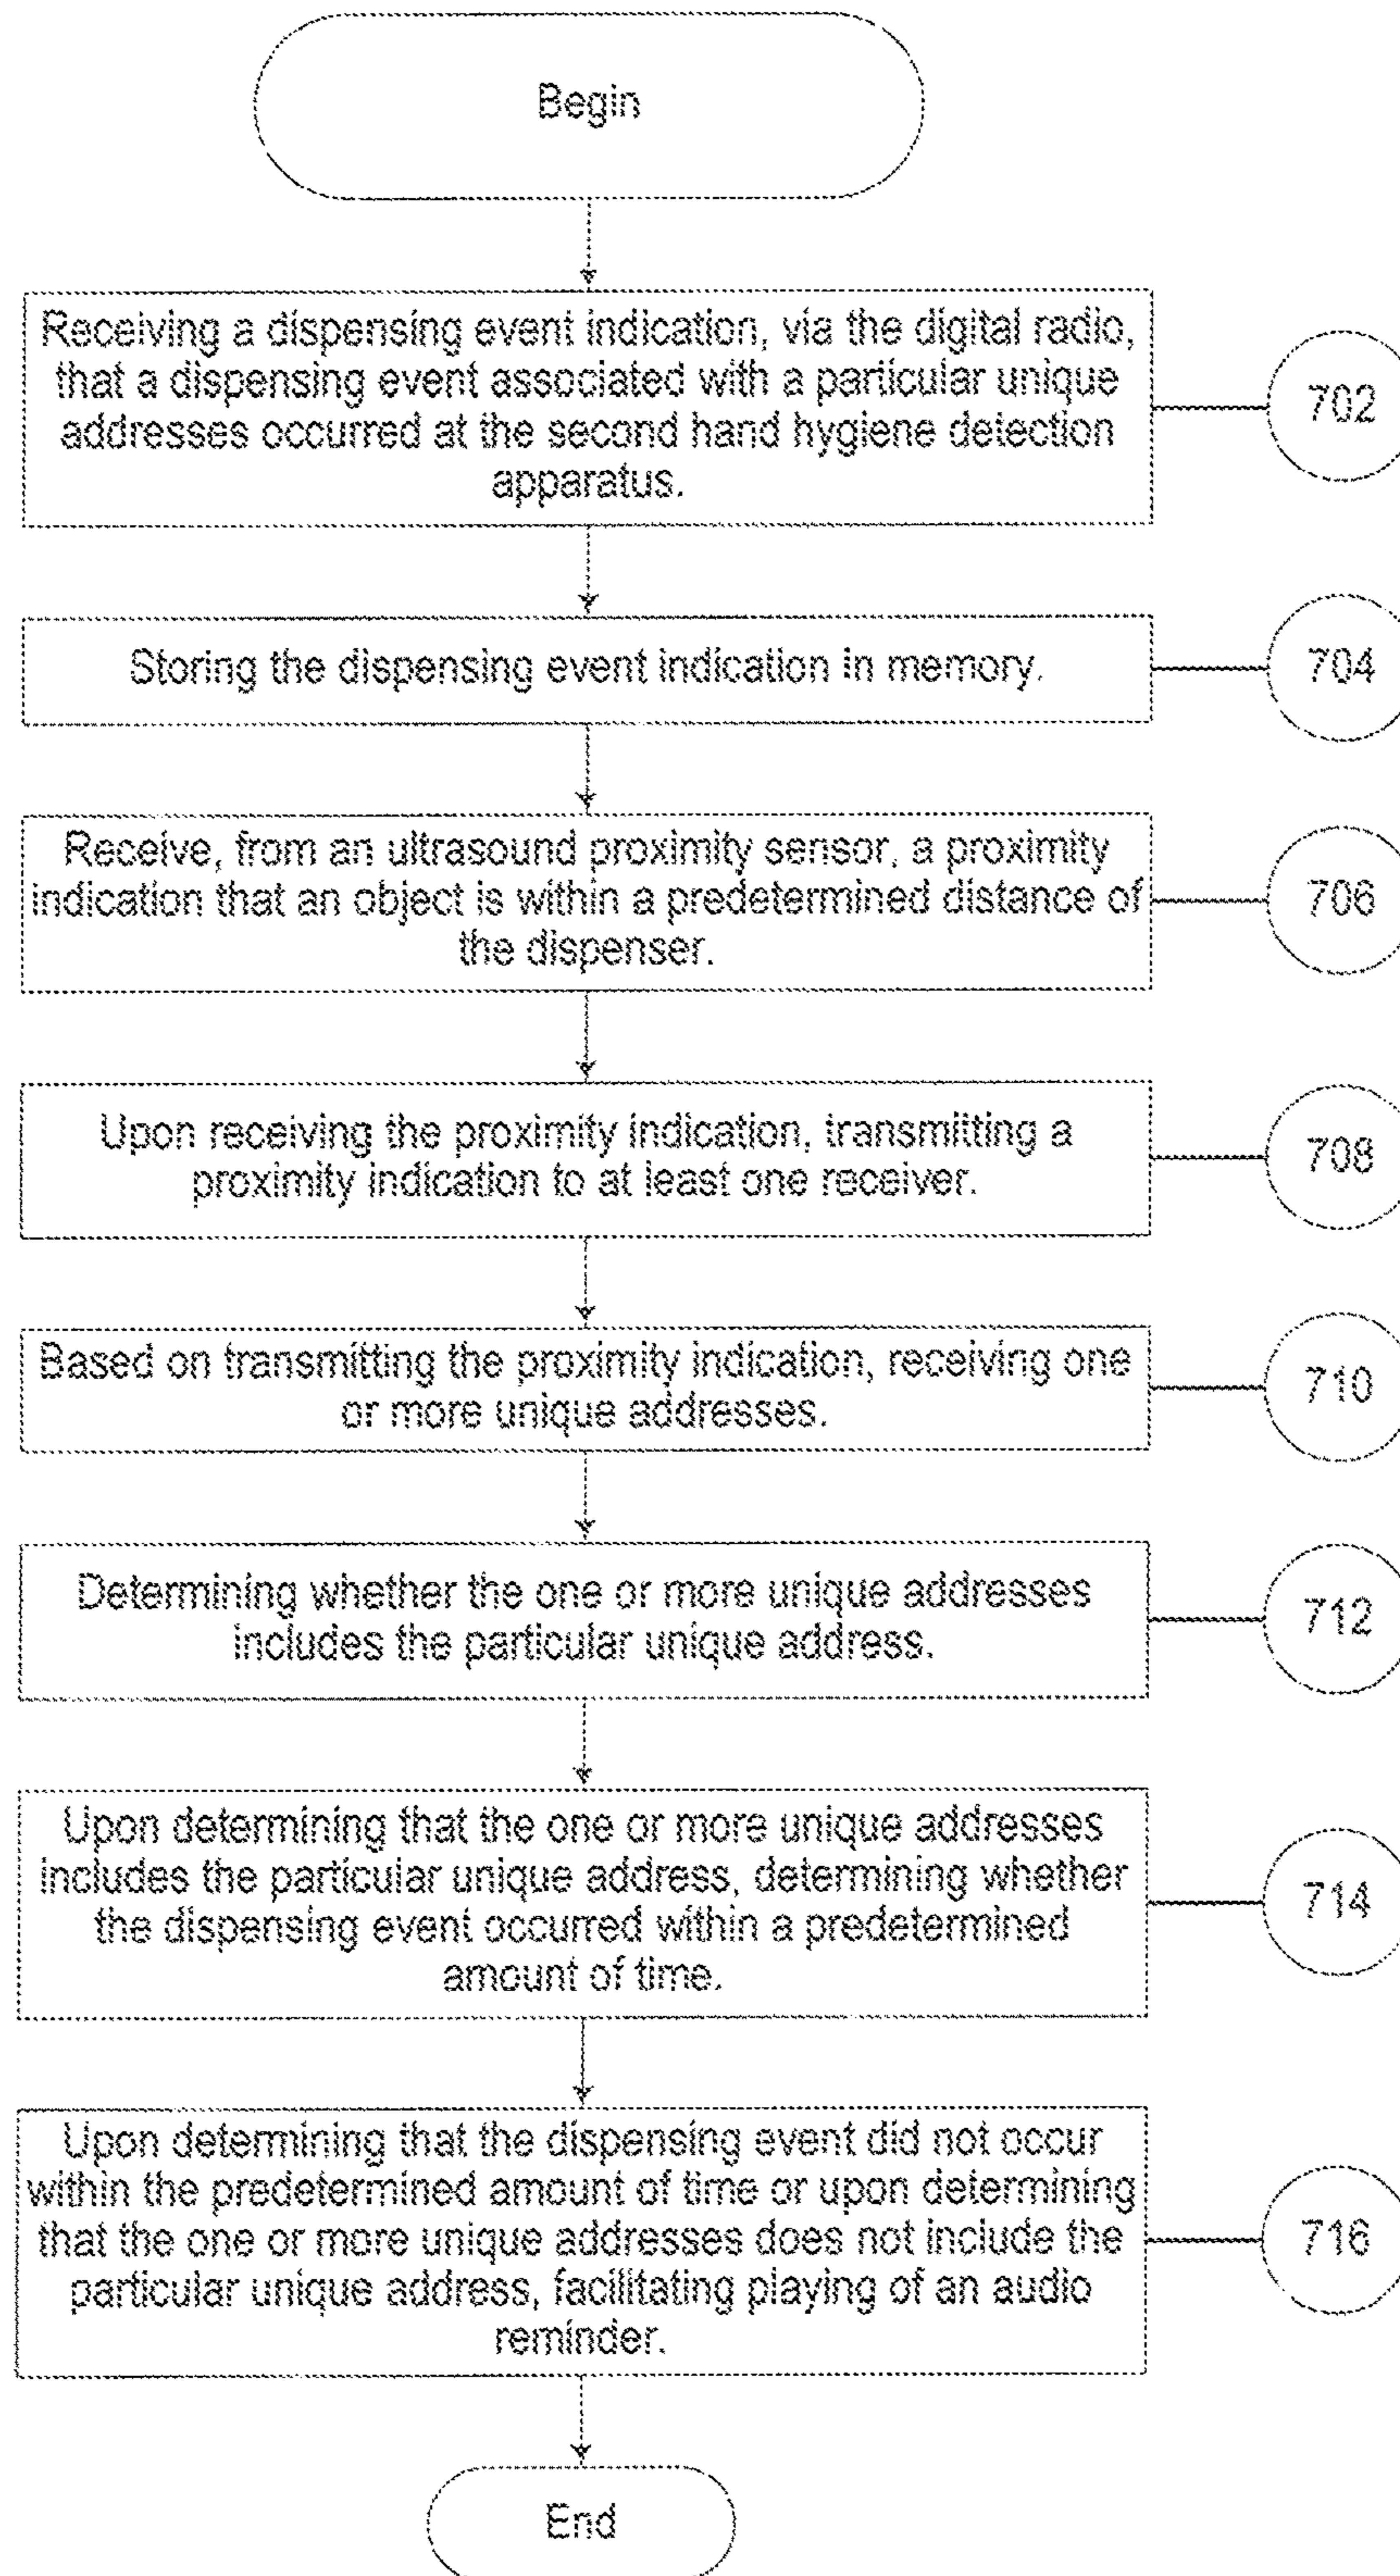 Begin
Receiving a dispensing event indication, via the digital radio,
that a dispensing event associated with a particular unique
addresses occurred at the second hand hygiene detection
apparatus.
702
Storing the dispensing event indication in memory.
704
Receive, from an ultrasound proximity sensor, a proximity
indication that an object is within a predetermined distance of
the dispenser.
706
Upon receiving the proximity indication, transmitting a
proximity indication to at least one receiver.
708
Based on transmitting the proximity indication, receiving one
or more unique addresses.
710
Determining whether the one or more unique addresses
includes the particular unique address.
712
Upon determining that the one or more unique addresses
includes the particular unique address, determining whether
the dispensing event occurred within a predetermined
amount of time.
714
Upon determining that the dispensing event did not occur
within the predetermined amount of time or upon determining
that the one or more unique addresses does not include the
particular unique address, facilitating playing of an audio
reminder.
716
End